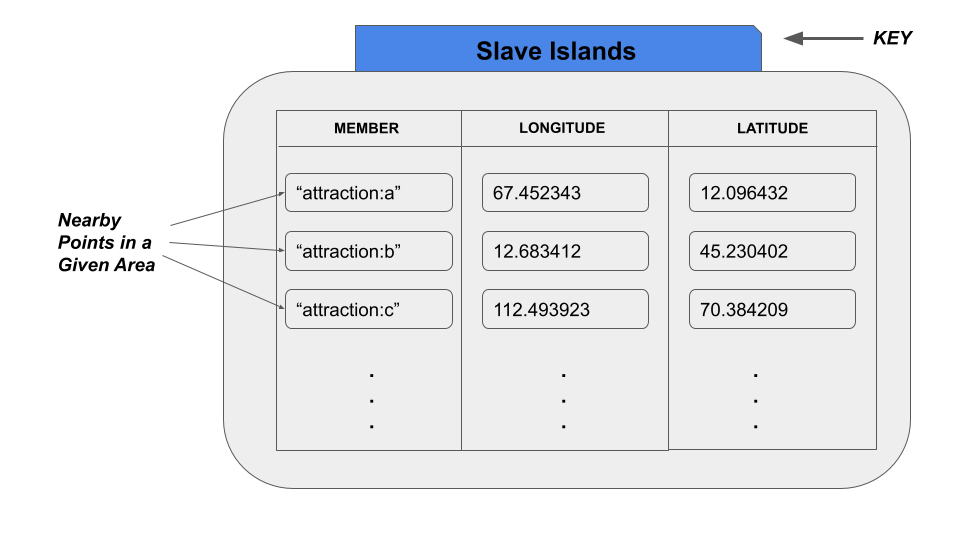 Slave Islands
KEY
MEMBER LONGITUDE LATITUDE
“attraction:a” 67.452343 12.096432
Nearby
Points in a
Given Area
“attraction:b” 12.683412 45.230402
“attraction:c” 112.493923 70.384209
. . .
. . .
. . .